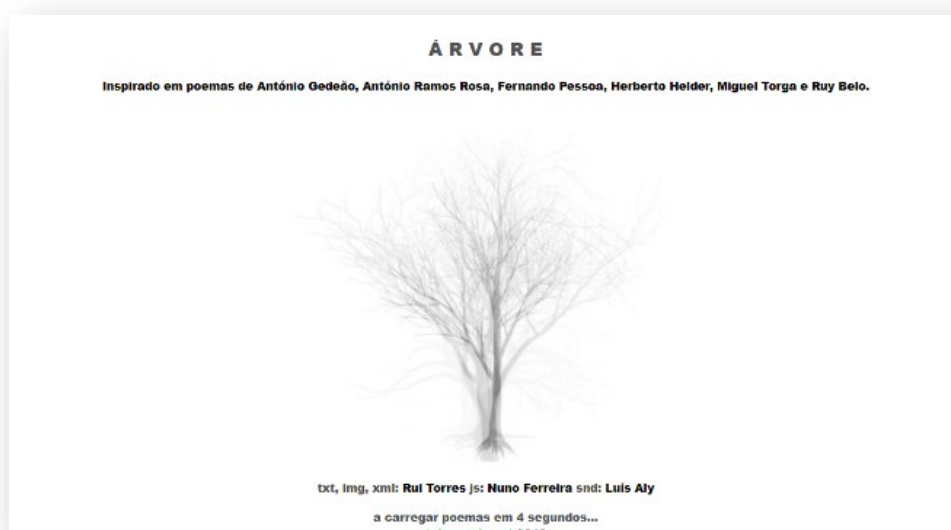 ÁRVORE
Inspirado em poemas de António Gedeão, António Ramos Rosa, Fernando Pessoa, Herberto Helder, Miguel Torga e Ruy Belo.
txt, img, xml: Rui Torres js: Nuno Ferreira snd: Luís Aly
a carregar poemas em 4 segundos...